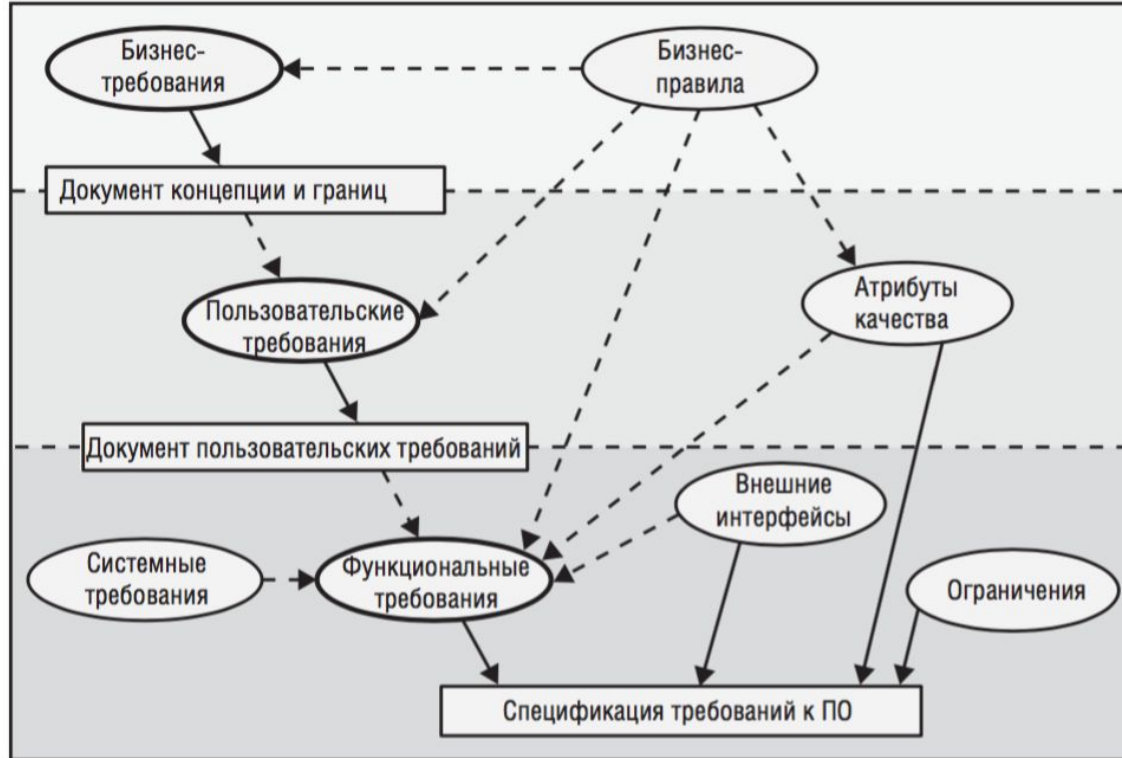 Бизнес-
требования
Бизнес-
правила
Документ концепции и границ
Пользовательские
требования
Атрибуты
качества
Документ пользовательских требований
Внешние
интерфейсы
Системные
требования
Функциональные
требования
Ограничения
Спецификация требований к ПО